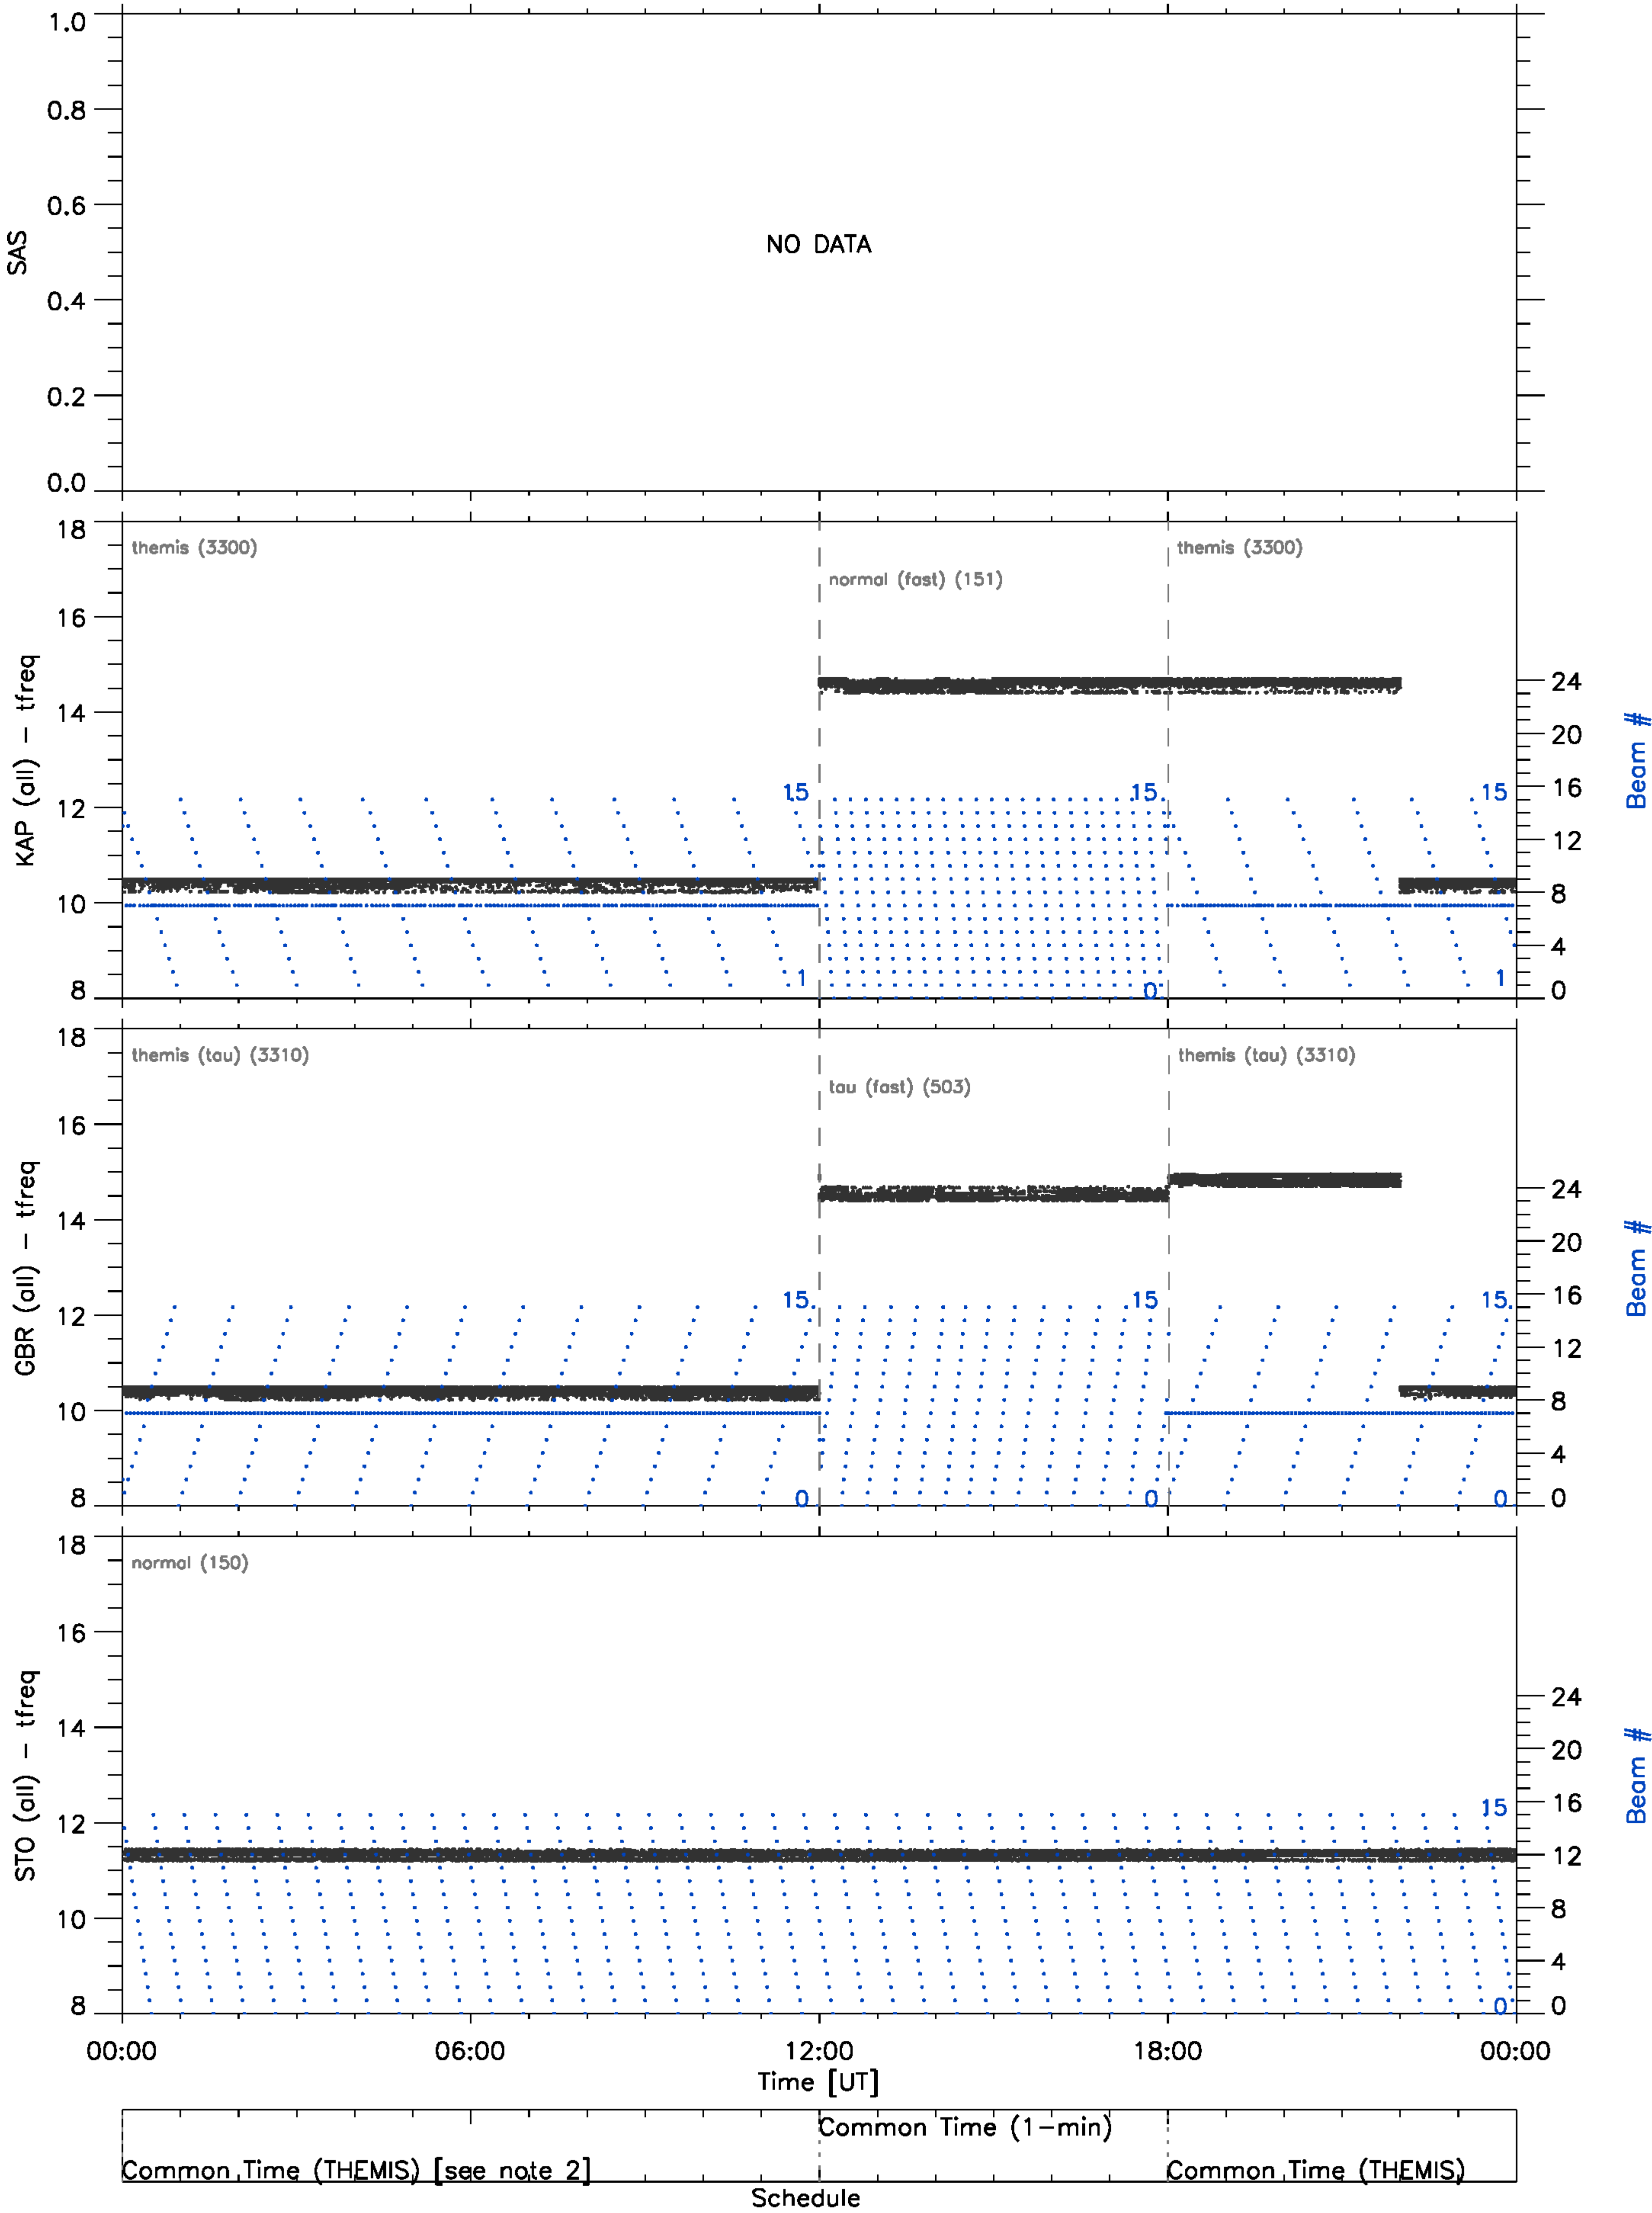 1.0
0.8
0.6
0.4
0.2
0.0
SAS
NO DATA
18
16
14
12
10
8
KAP (all) − tfreq
themis (3300)
normal (fast) (151)
themis (3300)
15
1
15
0
15
1
24
20
16
12
8
4
0
Beam #
18
16
14
12
10
8
GBR (all) − tfreq
themis (tau) (3310)
tau (fast) (503)
themis (tau) (3310)
15
0
15
0
15
0
24
20
16
12
8
4
0
Beam #
18
16
14
12
10
8
STO (all) − tfreq
normal (150)
15
0
24
20
16
12
8
4
0
Beam #
00:00 06:00 12:00 18:00 00:00
Time [UT]
Common Time (1−min)
Common Time (THEMIS) [see note 2] Common Time (THEMIS)
Schedule